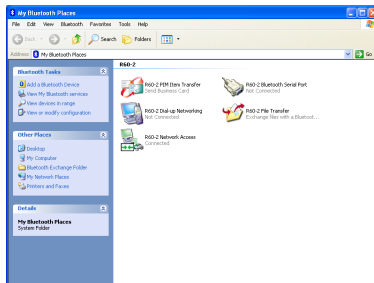 My Bluetooth Places
File Edit View Bluetooth Favorites Tools Help
Back Search Folders
Address My Bluetooth Places Go
Bluetooth Tasks
Add a Bluetooth Device
View My Bluetooth services
View devices in range
View or modify configuration
Other Places
Desktop
My Computer
Bluetooth Exchange Folder
My Network Places
Printers and Faxes
Details
My Bluetooth Places
System Folder
R60-2
R60-2 PIM Item Transfer
Send Business Card
R60-2 Bluetooth Serial Port
Not Connected
R60-2 Dial-up Networking
Not Connected
R60-2 File Transfer
Exchange files with a Bluetoot...
R60-2 Network Access
Connected